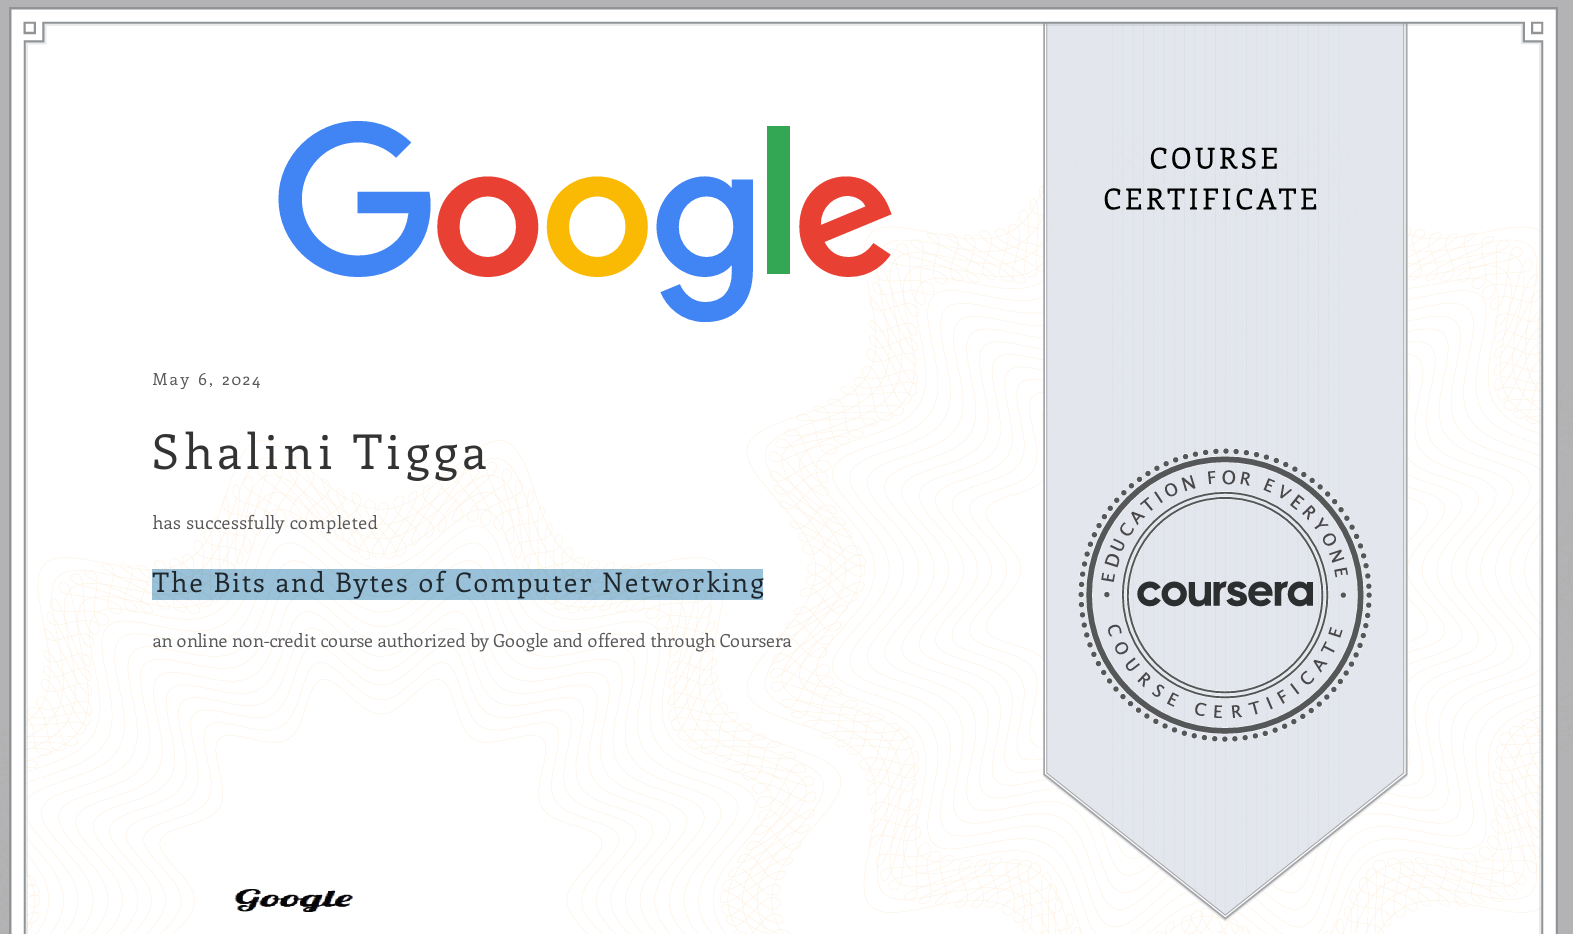 Google
COURSE
CERTIFICATE
May 6, 2024
Shalini Tigga
has successfully completed
The Bits and Bytes of Computer Networking
an online non-credit course authorized by Google and offered through Coursera
EDUCATION FOR EVERYONE
coursera
COURSE CERTIFICATE
Google